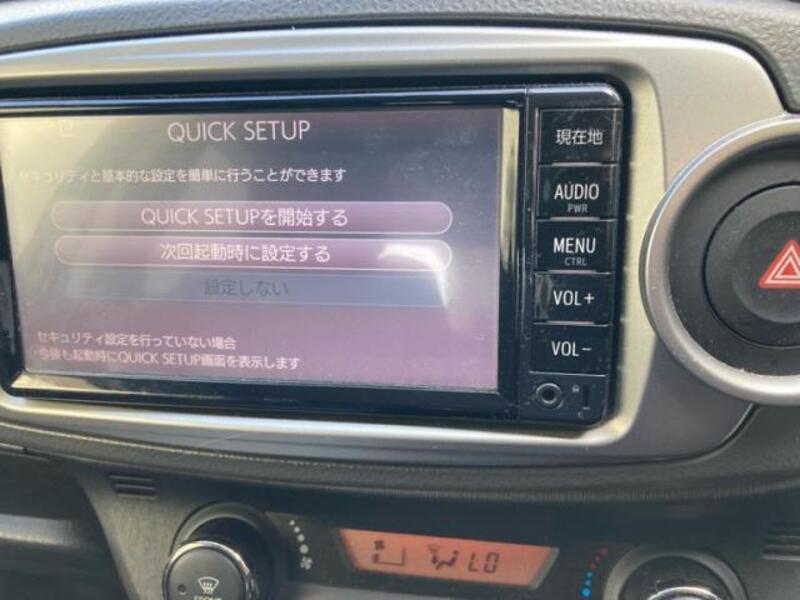 QUICK SETUP
セキュリティと基本的な設定を簡単に行うことができます
QUICK SETUPを開始する
次回起動時に設定する
設定しない
セキュリティ設定を行っていない場合
今後も起動時にQUICK SETUP画面を表示します
現在地
AUDIO
PWR
MENU
CTRL
VOL+
VOL-
LO
FRONT